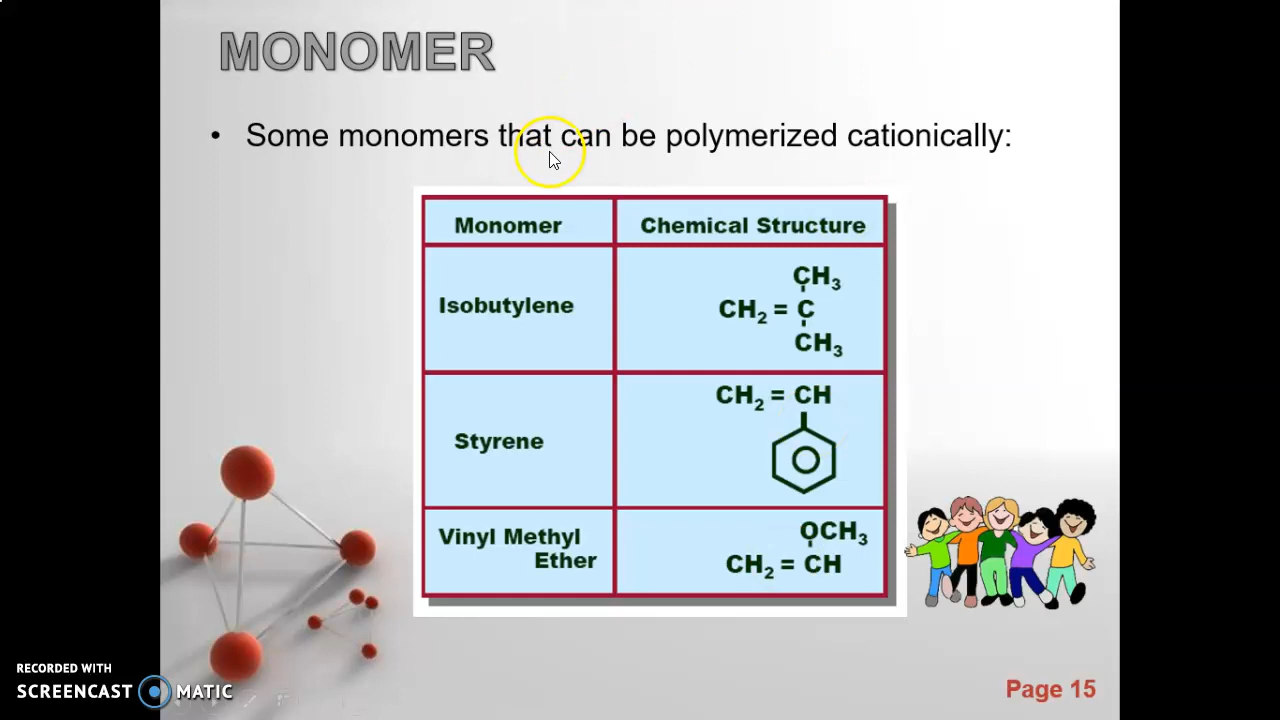 MONOMER
• Some monomers that can be polymerized cationically:
Monomer
Chemical Structure
Isobutylene
CH3
CH2 = C
CH3
Styrene
CH2 = CH
Vinyl Methyl
Ether
OCH3
CH2 = CH
RECORDED WITH
SCREENCAST MATIC
Page 15